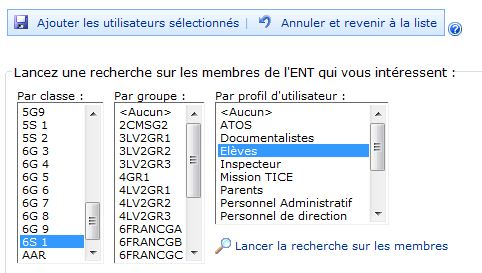 Ajouter les utilisateurs sélectionnés Annuler et revenir à la liste
Lancez une recherche sur les membres de l'ENT qui vous intéressent :
Par classe :
5G9
5S 1
5S 2
6G 3
6G 4
6G 5
6G 6
6G 7
6G 8
6G 9
6S 1
AAR
Par groupe :
<Aucun>
2CMSG2
3LV2GR1
3LV2GR2
3LV2GR3
4GR1
4LV2GR1
4LV2GR2
4LV2GR3
6FRANCGA
6FRANCGB
6FRANCGC
Par profil d'utilisateur :
<Aucun>
ATOS
Documentalistes
Elèves
Inspecteur
Mission TICE
Parents
Personnel Administratif
Personnel de direction
Lancer la recherche sur les membres